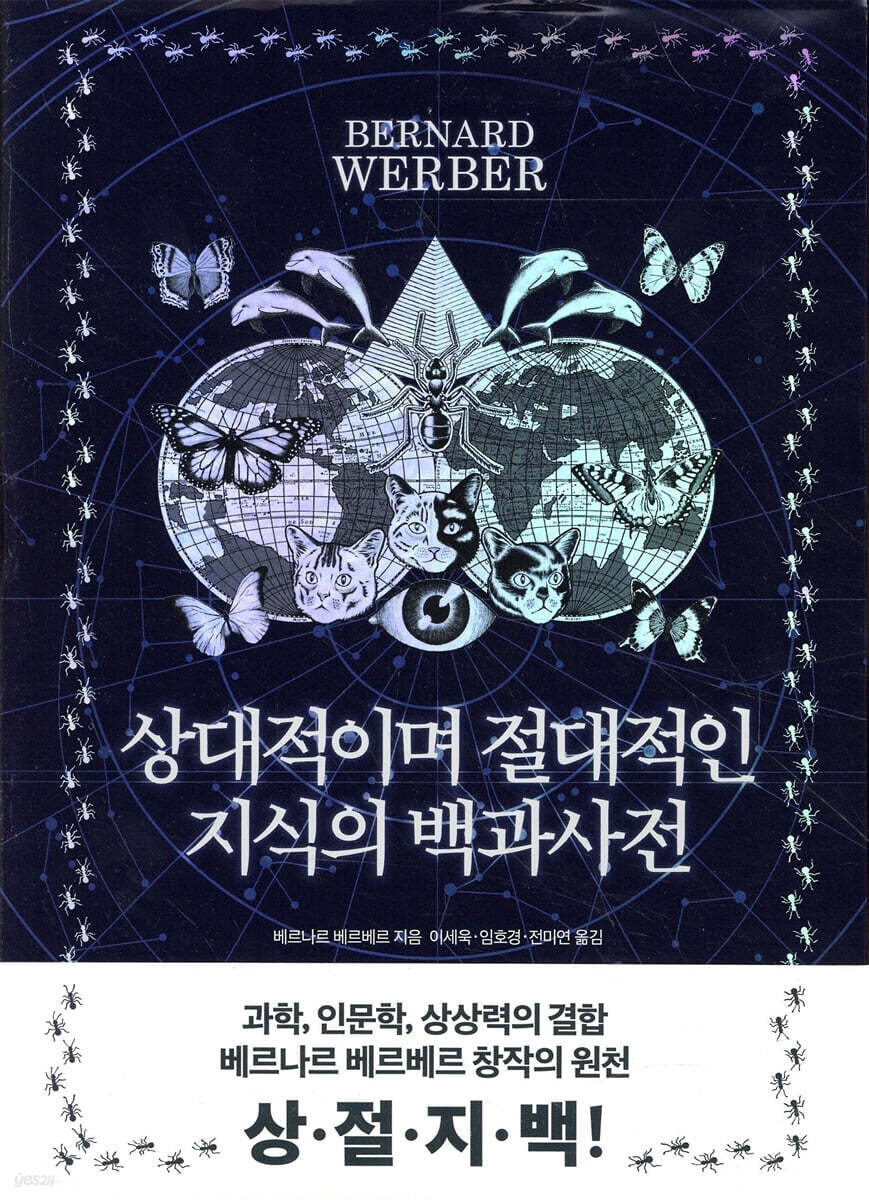 BERNARD
WERBER
상대적이며 절대적인
지식의 백과사전
베르나르 베르베르 지음 이세욱·임호경·전미연 옮김
과학, 인문학, 상상력의 결합
베르나르 베르베르 창작의 원천
상·절·지·백!
yes24